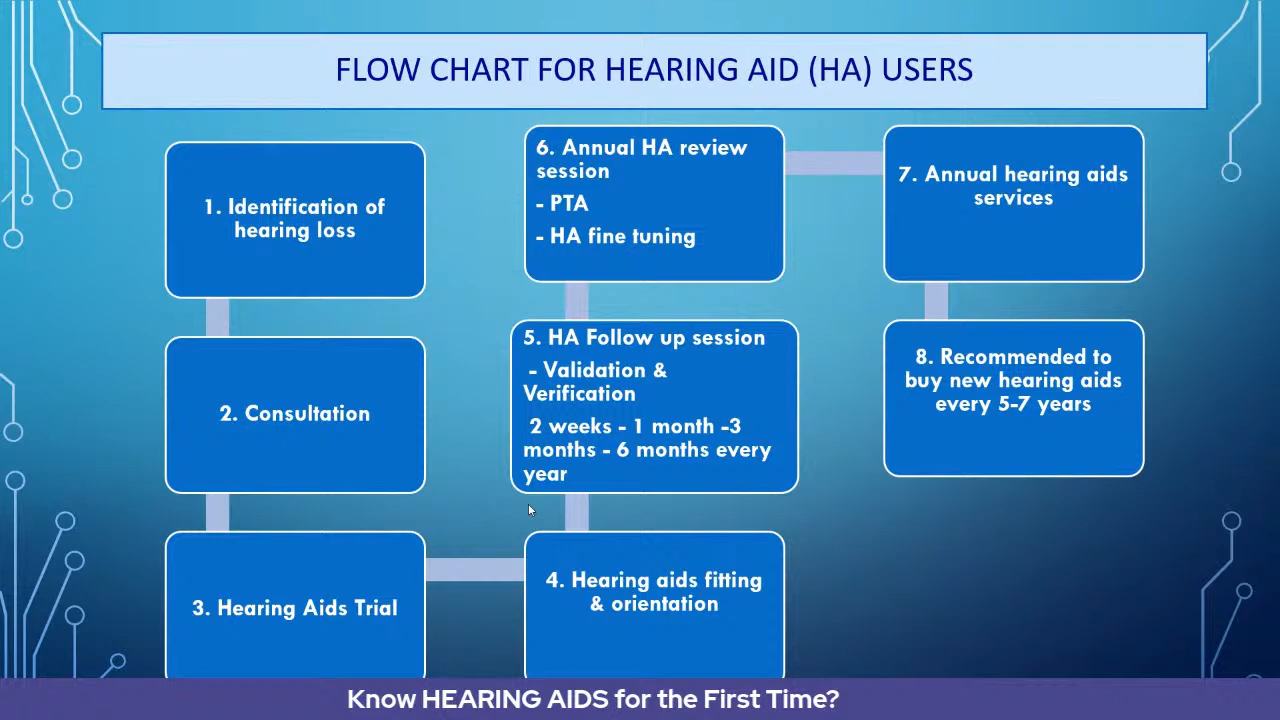 FLOW CHART FOR HEARING AID (HA) USERS
1. Identification of
hearing loss
2. Consultation
3. Hearing Aids Trial
4. Hearing aids fitting
& orientation
5. HA Follow up session
- Validation &
Verification
2 weeks - 1 month -3
months - 6 months every
year
6. Annual HA review
session
- PTA
- HA fine tuning
7. Annual hearing aids
services
8. Recommended to
buy new hearing aids
every 5-7 years
Know HEARING AIDS for the First Time?